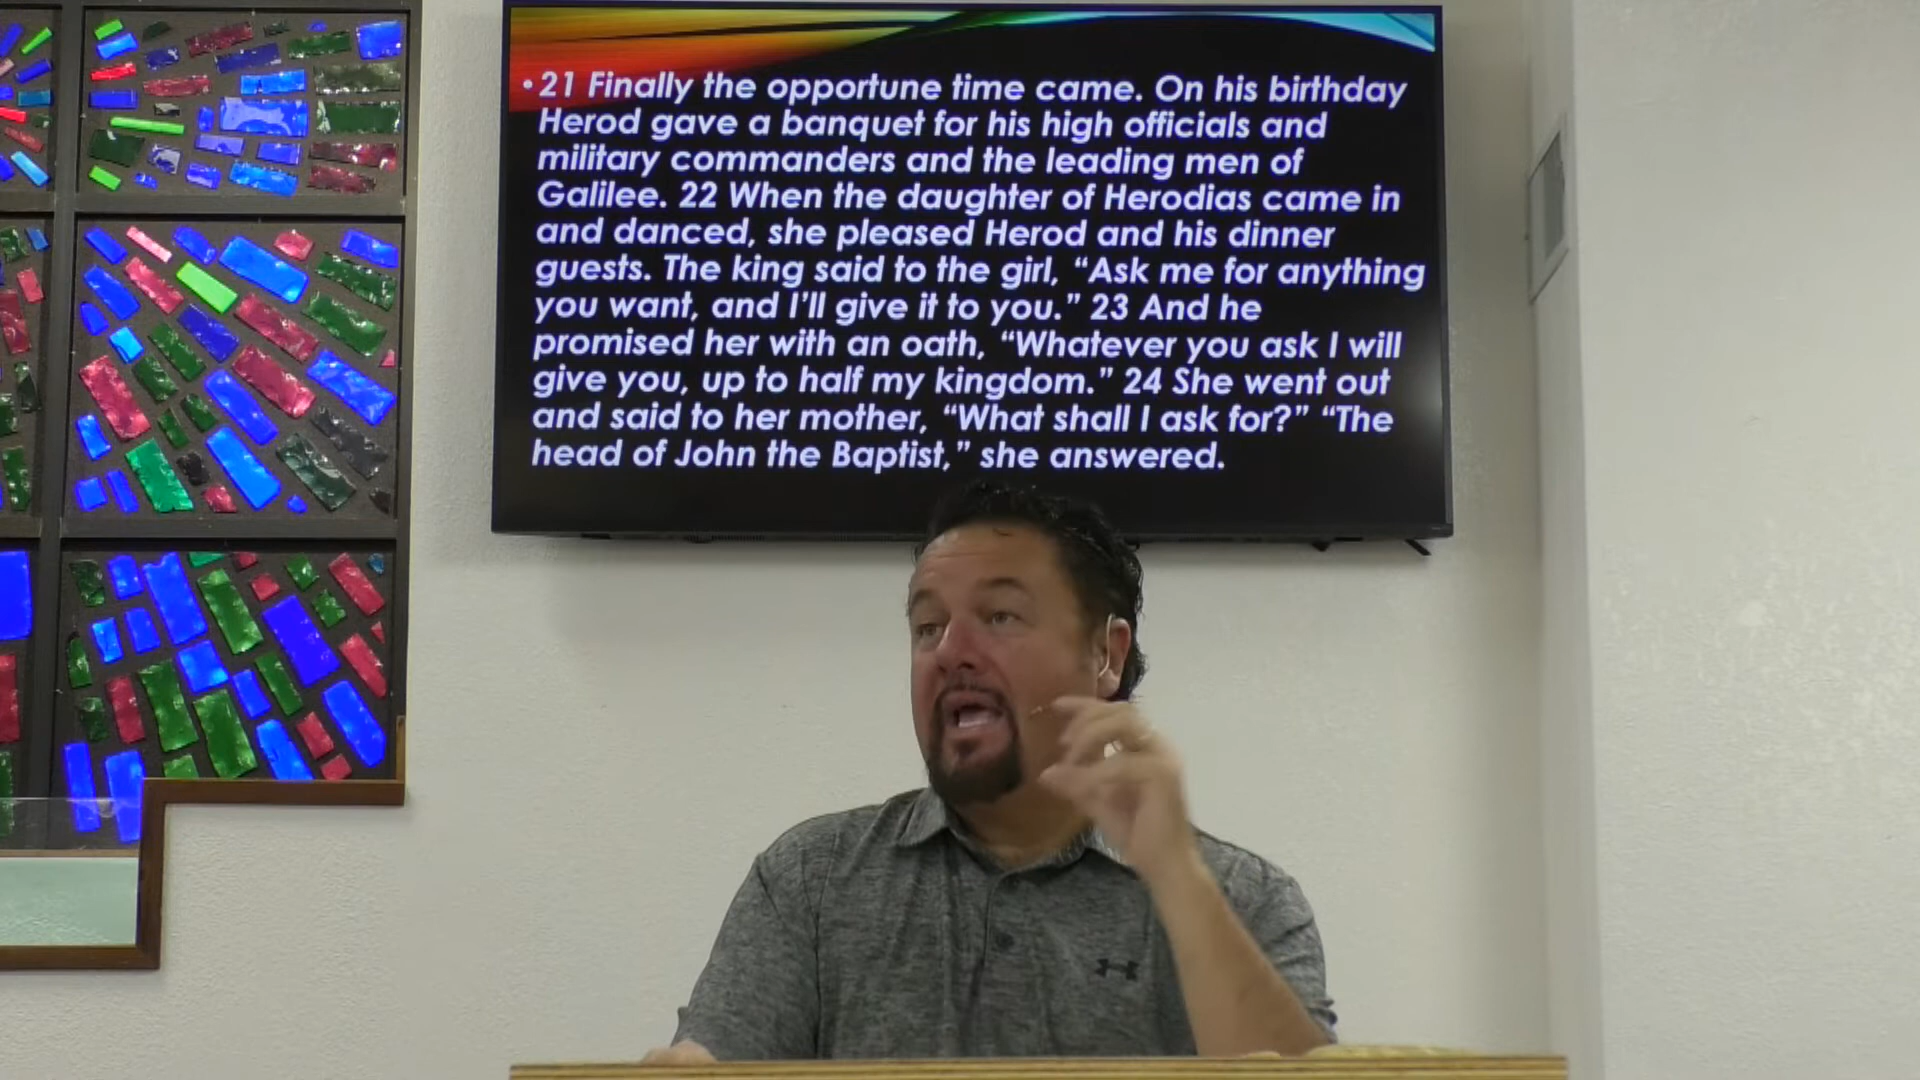 • 21 Finally the opportune time came. On his birthday
Herod gave a banquet for his high officials and
military commanders and the leading men of
Galilee. 22 When the daughter of Herodias came in
and danced, she pleased Herod and his dinner
guests. The king said to the girl, “Ask me for anything
you want, and I’ll give it to you.” 23 And he
promised her with an oath, “Whatever you ask I will
give you, up to half my kingdom.” 24 She went out
and said to her mother, “What shall I ask for?” “The
head of John the Baptist,” she answered.